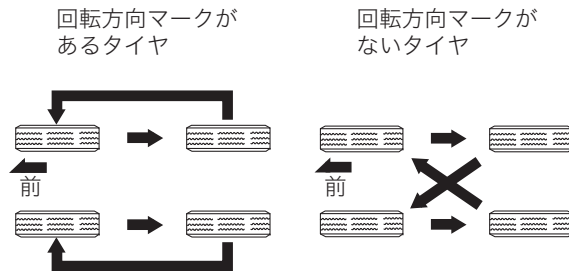 回転方向マークが
あるタイヤ
回転方向マークが
ないタイヤ
前
前